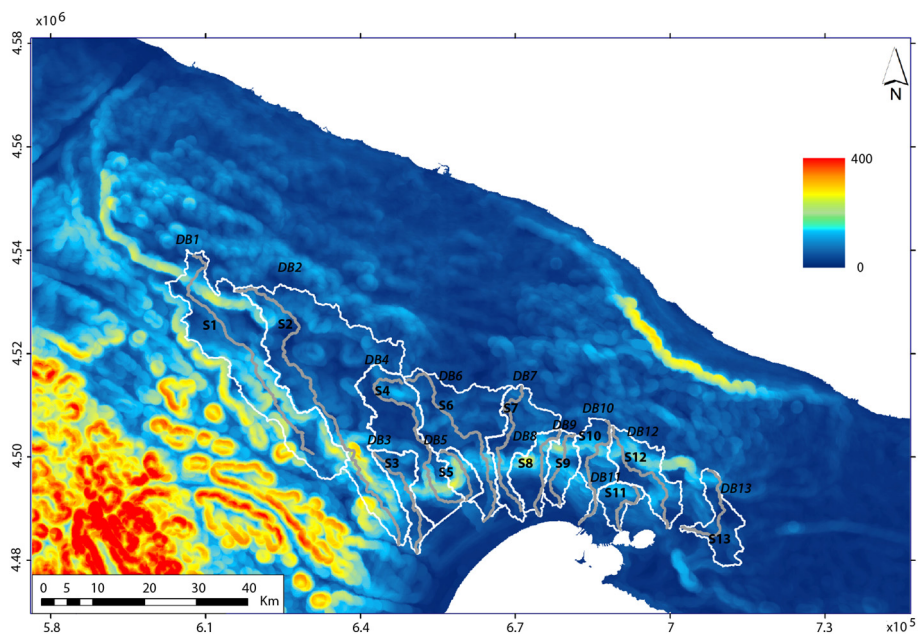 x10⁶
4.58
4.56
4.54
4.52
4.50
4.48
N
400
0
DB1
DB2
S1
S2
DB4
DB6
DB7
S4
S6
S7
DB10
DB9
DB12
S10
DB3
DB5
DB8
S3
S5
S8
S9
S12
DB11
S11
DB13
S13
0 2 5 10 20 30 40
Km
5.8
6.1
6.4
6.7
7
7.3
x10⁵